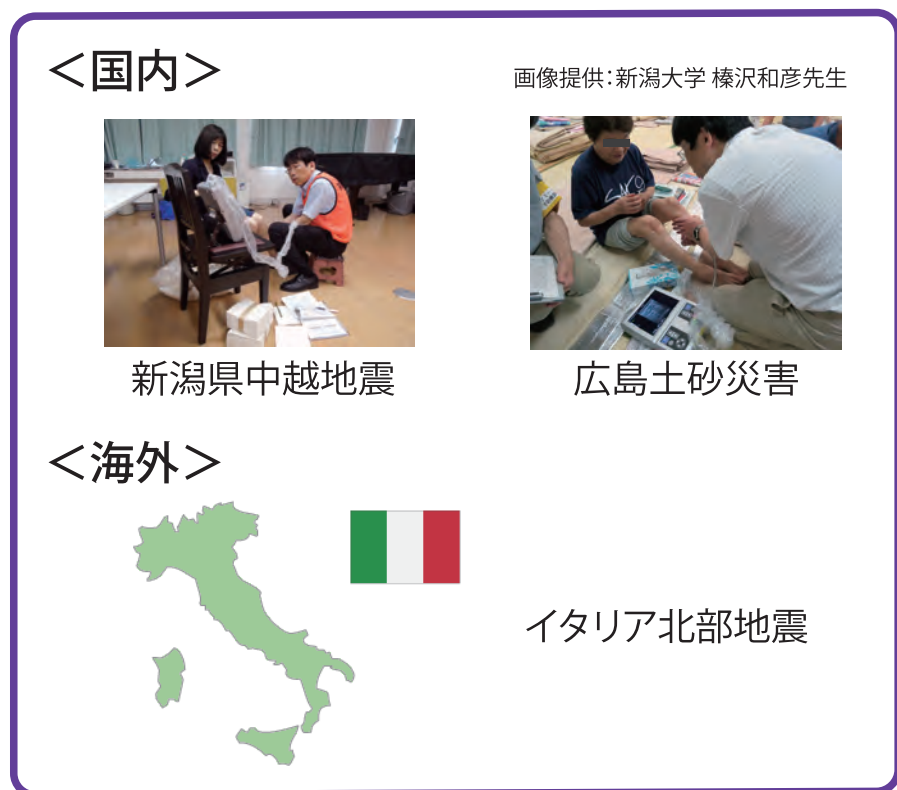 ＜国内＞
画像提供：新潟大学 榛沢和彦先生
新潟県中越地震
広島土砂災害
＜海外＞
イタリア北部地震